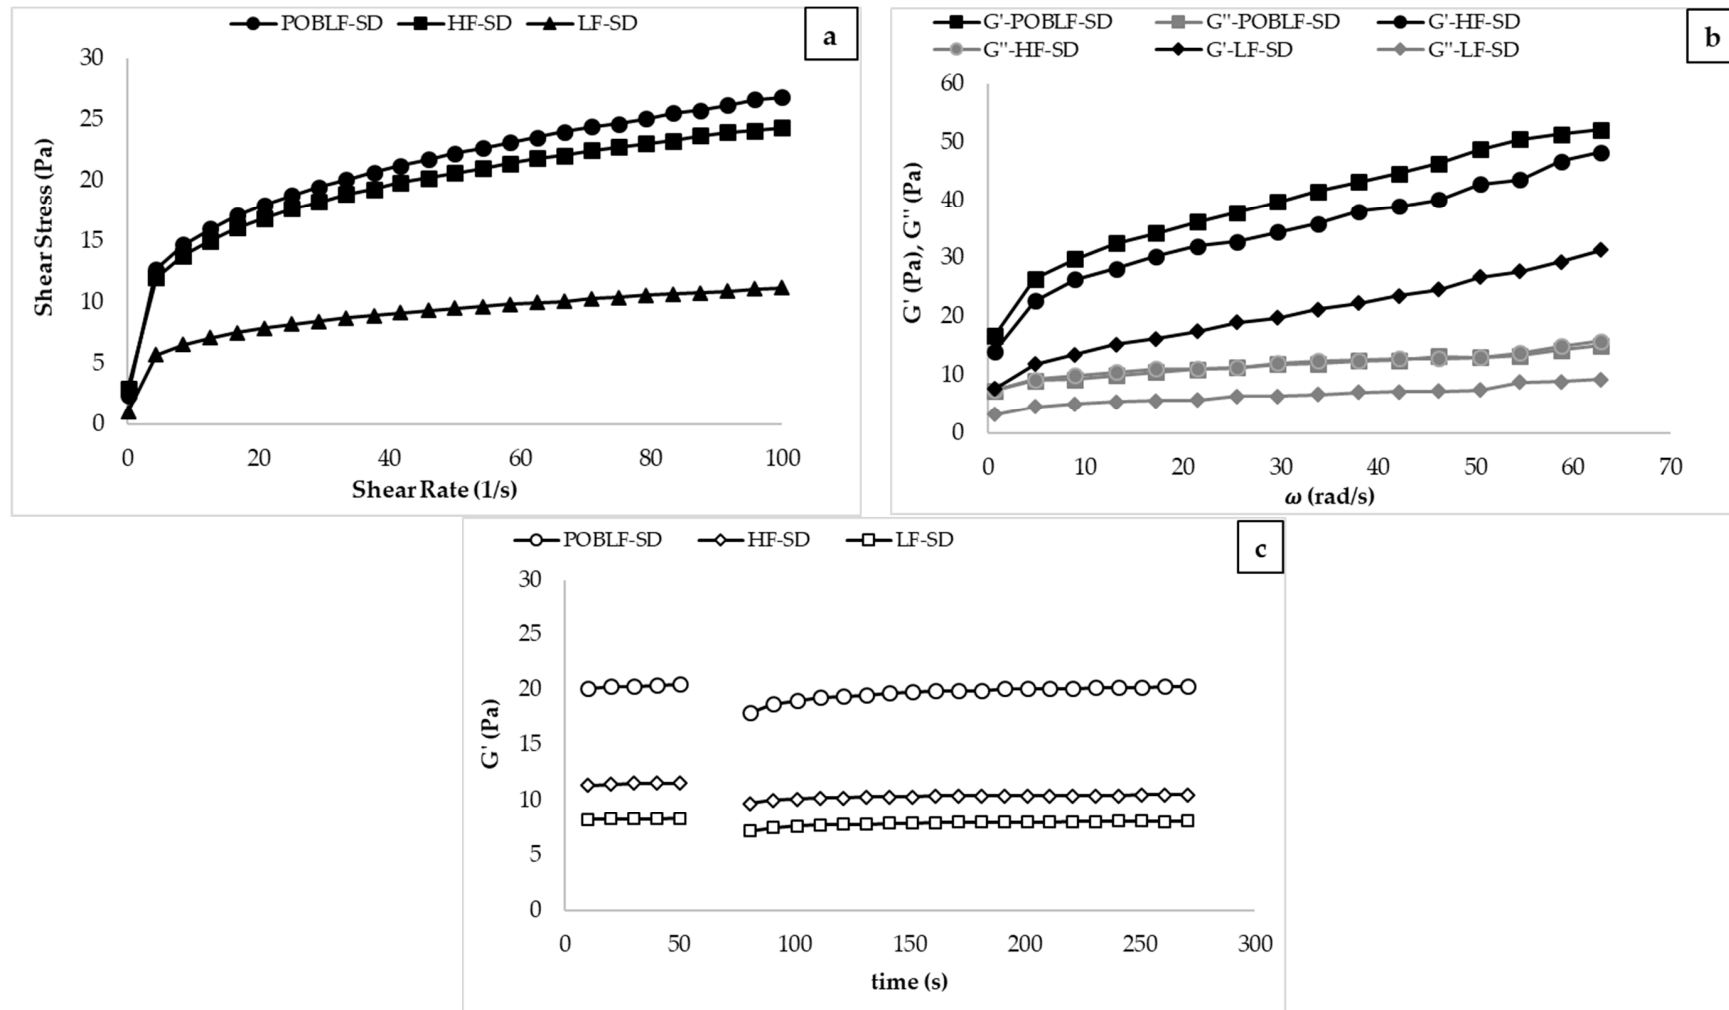 POBLF-SD HF-SD LF-SD
a
30
25
20
15
10
5
0
Shear Stress (Pa)
0 20 40 60 80 100
Shear Rate (1/s)
G'-POBLF-SD G''-POBLF-SD G'-HF-SD
G''-HF-SD G'-LF-SD G''-LF-SD
b
60
50
40
30
20
10
0
G' (Pa), G'' (Pa)
0 10 20 30 40 50 60 70
ω (rad/s)
POBLF-SD HF-SD LF-SD
c
30
25
20
15
10
5
0
G' (Pa)
0 50 100 150 200 250 300
time (s)